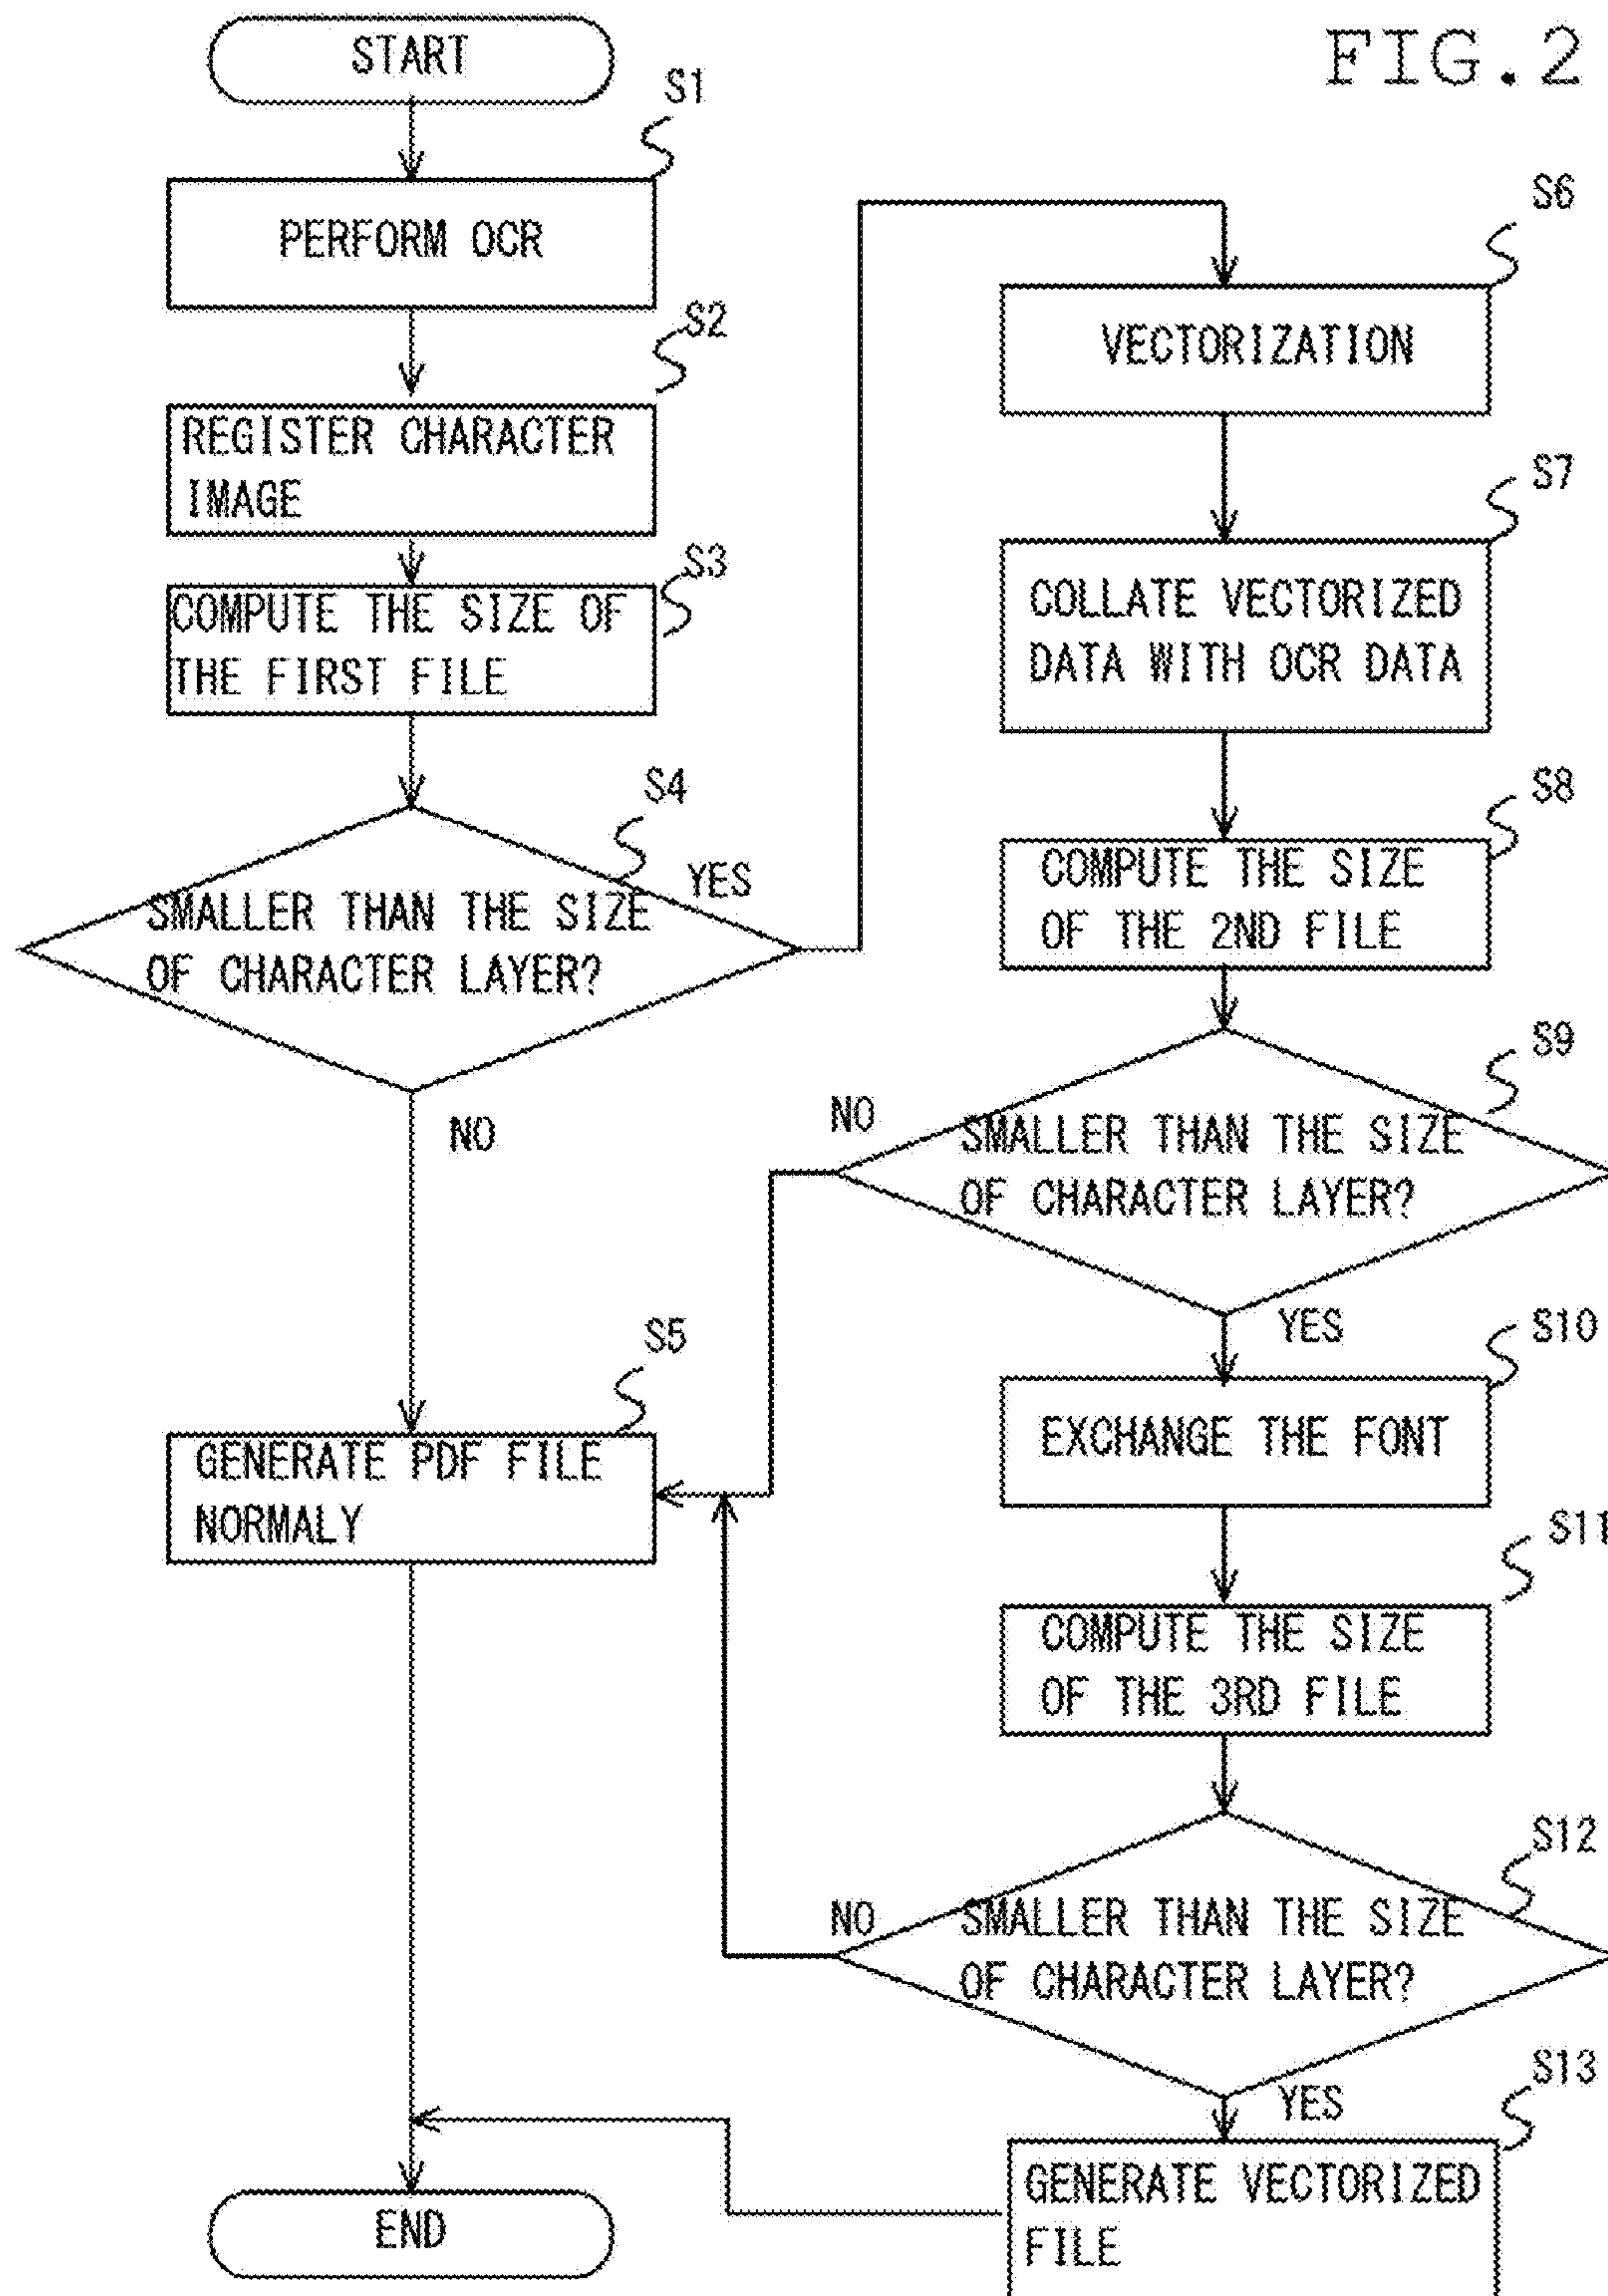 FIG.2
START
S1
PERFORM OCR
S2
REGISTER CHARACTER
IMAGE
S3
COMPUTE THE SIZE OF
THE FIRST FILE
S4
SMALLER THAN THE SIZE
OF CHARACTER LAYER?
YES
NO
S5
GENERATE PDF FILE
NORMALY
END
S6
VECTORIZATION
S7
COLLATE VECTORIZED
DATA WITH OCR DATA
S8
COMPUTE THE SIZE
OF THE 2ND FILE
S9
NO
SMALLER THAN THE SIZE
OF CHARACTER LAYER?
YES
S10
EXCHANGE THE FONT
S11
COMPUTE THE SIZE
OF THE 3RD FILE
S12
NO
SMALLER THAN THE SIZE
OF CHARACTER LAYER?
YES
S13
GENERATE VECTORIZED
FILE